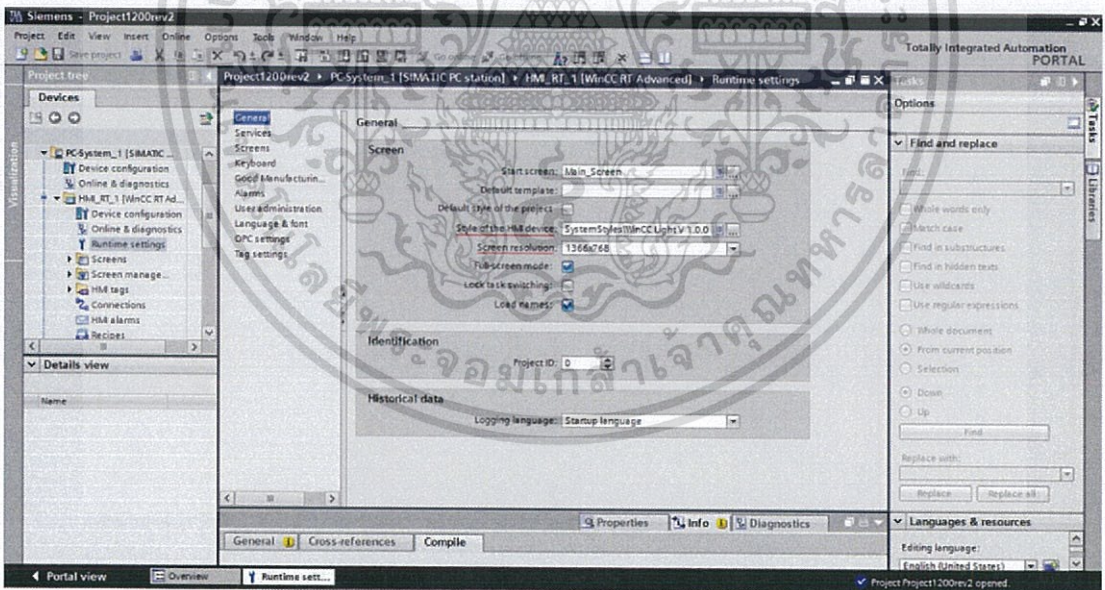 Siemens - Project1200rev2
Project Edit View Insert Online Options Tools Window Help
Save project
Totally Integrated Automation
PORTAL
Project tree
Project1200rev2 ▸ PC-System_1 [SIMATIC PC station] ▸ HMI_RT_1 [WinCC RT Advanced] ▸ Runtime settings
Tasks
Devices
Options
Visualization
PC-System_1 [SIMATIC ...
Device configuration
Online & diagnostics
HMI_RT_1 [WinCC RT Ad...
Device configuration
Online & diagnostics
Runtime settings
Screens
Screen manage...
HMI tags
Connections
HMI alarms
Recipes
Details view
Name
General
Services
Screens
Keyboard
Good Manufacturin...
Alarms
User administration
Language & font
OPC settings
Tag settings
General
Screen
Start screen: Main_Screen
Default template:
Default style of the project:
Style of the HMI device: SystemStyles\WinCC Light V 1.0.0
Screen resolution: 1366x768
Full-screen mode:
Lock task switching:
Load names:
Identification
Project ID: 0
Historical data
Logging language: Startup language
Find and replace
Find:
Whole words only
Match case
Find in substructures
Find in hidden texts
Use wildcards
Use regular expressions
Whole document
From current position
Selection
Down
Up
Find
Replace with:
Replace
Replace all
Languages & resources
Editing language:
English (United States)
Tasks
Libraries
Properties
Info
Diagnostics
General
Cross-references
Compile
Portal view
Overview
Runtime sett...
Project Project1200rev2 opened.